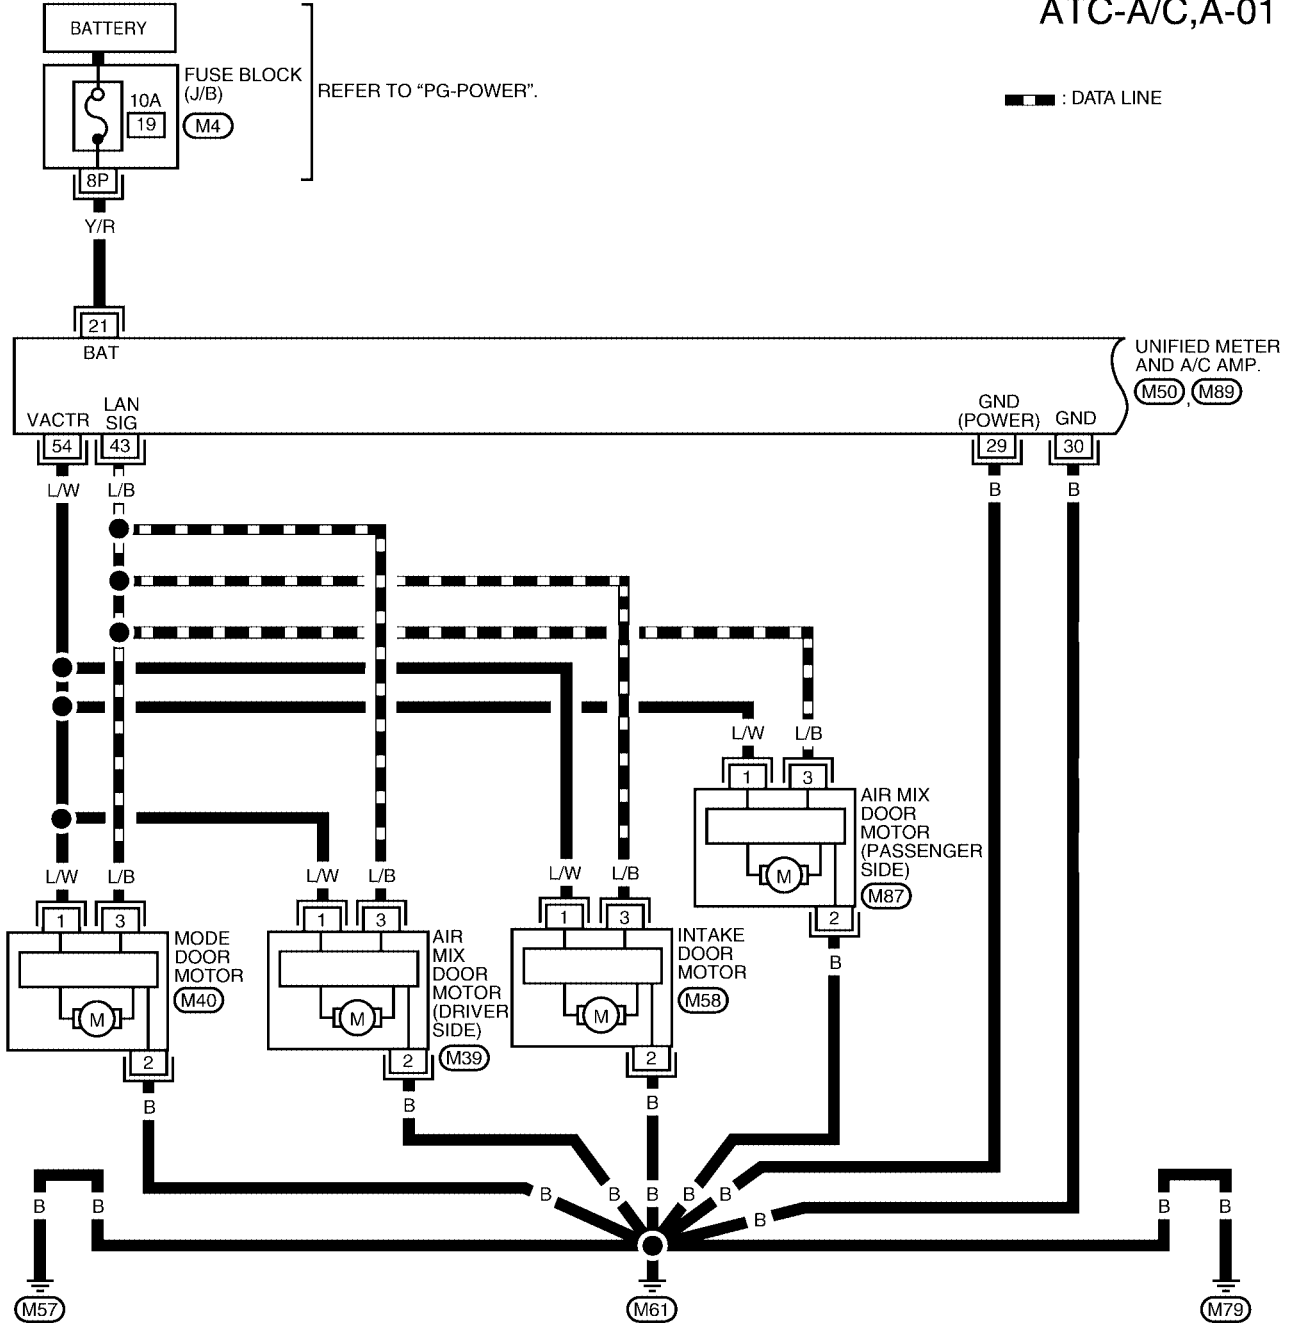 ATC-A/C,A-01
BATTERY
FUSE BLOCK
(J/B)
10A
19
M4
REFER TO “PG-POWER”.
: DATA LINE
8P
Y/R
21
BAT
UNIFIED METER
AND A/C AMP.
M50 , M89
VACTR
LAN
SIG
GND
(POWER)
GND
54
43
29
30
L/W
L/B
B
B
L/W
L/B
1
3
AIR MIX
DOOR
MOTOR
(PASSENGER
SIDE)
M87
M
2
B
L/W
L/B
L/W
L/B
L/W
L/B
1
3
1
3
1
3
MODE
DOOR
MOTOR
M40
M
2
B
AIR
MIX
DOOR
MOTOR
(DRIVER
SIDE)
M39
M
2
B
INTAKE
DOOR
MOTOR
M58
M
2
B
B
B
B
B
B
B
B
B
B
B
M57
M61
M79